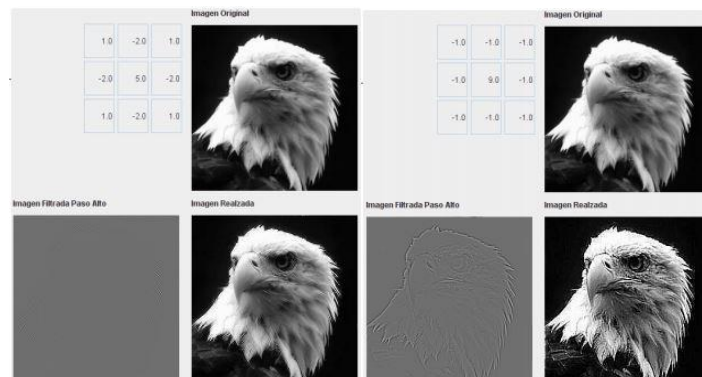 Imagen Original
1.0 -2.0 1.0
-2.0 5.0 -2.0
1.0 -2.0 1.0
Imagen Filtrada Paso Alto
Imagen Realzada
Imagen Original
-1.0 -1.0 -1.0
-1.0 9.0 -1.0
-1.0 -1.0 -1.0
Imagen Filtrada Paso Alto
Imagen Realzada